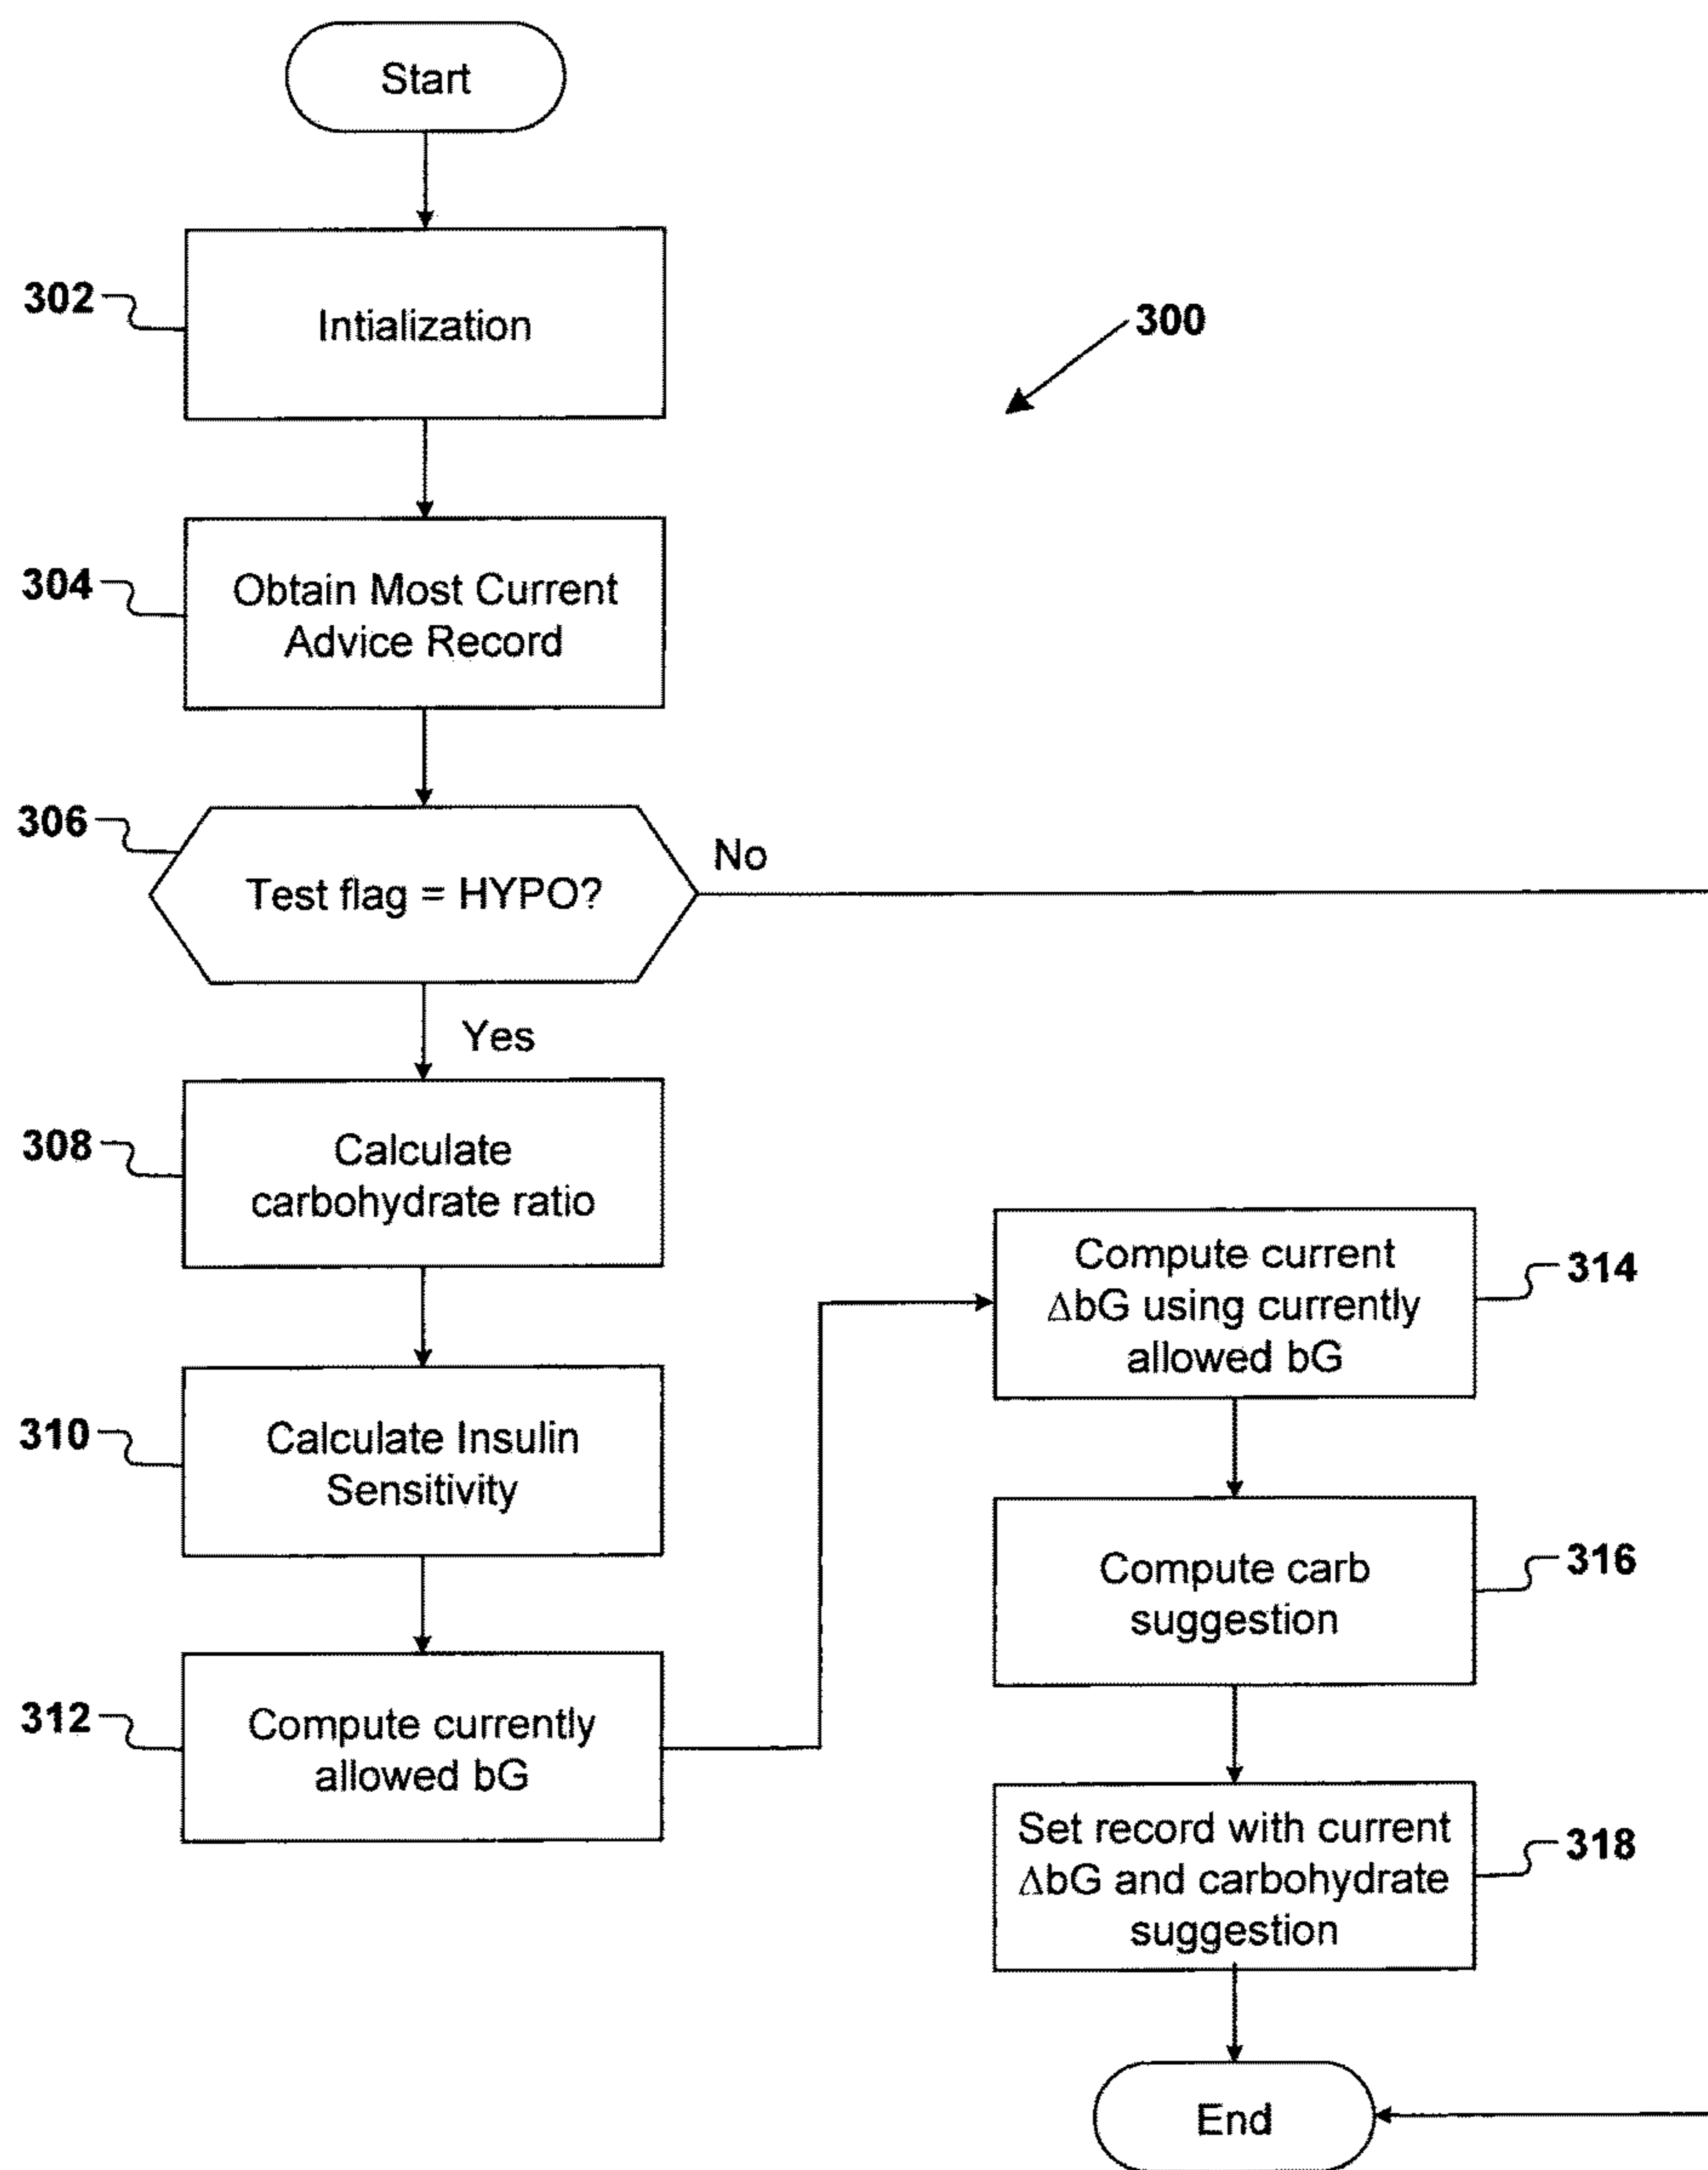 Start
302
Intialization
300
304
Obtain Most Current
Advice Record
306
Test flag = HYPO?
No
Yes
308
Calculate
carbohydrate ratio
310
Calculate Insulin
Sensitivity
312
Compute currently
allowed bG
314
Compute current
ΔbG using currently
allowed bG
316
Compute carb
suggestion
318
Set record with current
ΔbG and carbohydrate
suggestion
End